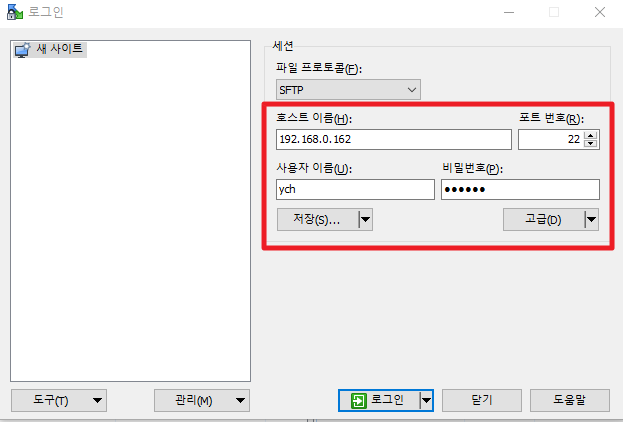 로그인
새 사이트
세션
파일 프로토콜(F):
SFTP
호스트 이름(H): 포트 번호(R):
192.168.0.162 22
사용자 이름(U): 비밀번호(P):
ych ●●●●●●
저장(S)... 고급(D)
도구(T) 관리(M) 로그인 닫기 도움말